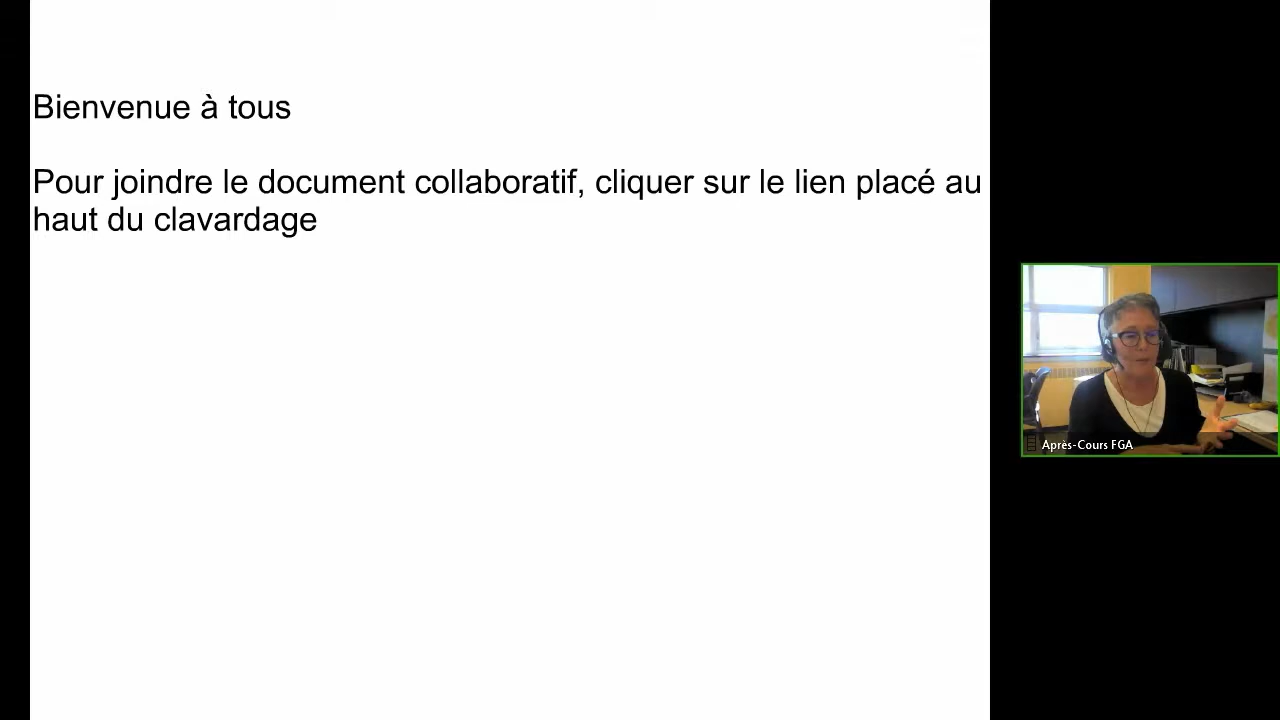 Bienvenue à tous
Pour joindre le document collaboratif, cliquer sur le lien placé au
haut du clavardage
Après-Cours FGA